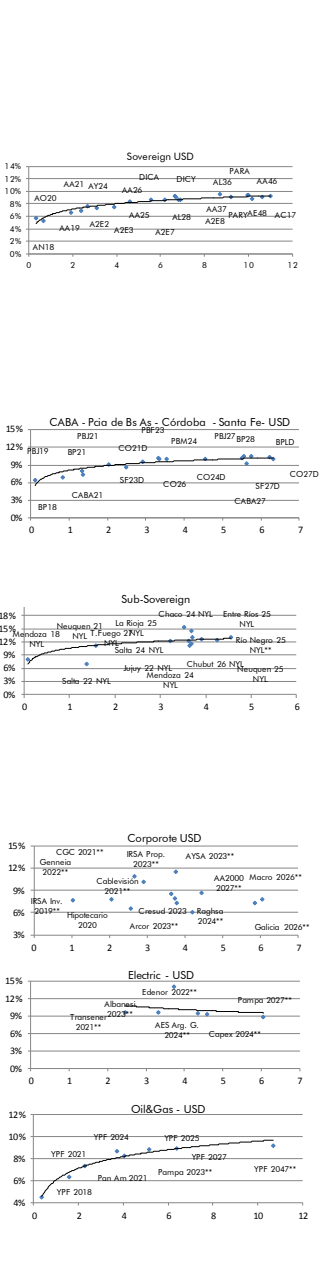 Sovereign USD
14%
12%
10%
8%
6%
4%
2%
0%
PARA
DICA
DICY
AL36
AA46
AA21
AY24
AA26
AO20
AA25
AL28
AA37
PARY
AE48
AC17
AA19
A2E2
A2E3
A2E7
A2E8
AN18
0 2 4 6 8 10 12
CABA - Pcia de Bs As - Córdoba - Santa Fe- USD
15%
12%
9%
6%
3%
0%
PBF23
PBJ21
PBJ27
BP28
BPLD
PBM24
CO21D
BP21
PBJ19
SF23D
CO26
CO24D
SF27D
CO27D
CABA21
CABA27
BP18
0 1 2 3 4 5 6 7
Sub-Sovereign
18%
15%
12%
9%
6%
3%
0%
Chaco 24 NYL
Entre Ríos 25 NYL
La Rioja 25 NYL
Neuquen 21 NYL
T.Fuego 27 NYL
Mendoza 18 NYL
Salta 24 NYL
Río Negro 25 NYL**
Jujuy 22 NYL
Chubut 26 NYL
Mendoza 24 NYL
Neuquen 25 NYL
Salta 22 NYL
0 1 2 3 4 5 6
Corporote USD
15%
12%
9%
6%
3%
CGC 2021**
IRSA Prop. 2023**
AYSA 2023**
Genneia 2022**
Cablevisión 2021**
AA2000 2027**
Macro 2026**
IRSA Inv. 2019**
Hipotecario 2020
Cresud 2023
Raghsa 2024**
Arcor 2023**
Galicia 2026**
0 1 2 3 4 5 6 7
Electric - USD
15%
12%
9%
6%
3%
0%
Edenor 2022**
Pampa 2027**
Albanesi 2023**
Transener 2021**
AES Arg. G. 2024**
Capex 2024**
0 1 2 3 4 5 6 7
Oil&Gas - USD
12%
10%
8%
6%
4%
YPF 2024
YPF 2025
YPF 2021
YPF 2027
Pampa 2023**
YPF 2047**
Pan Am 2021
YPF 2018
0 2 4 6 8 10 12